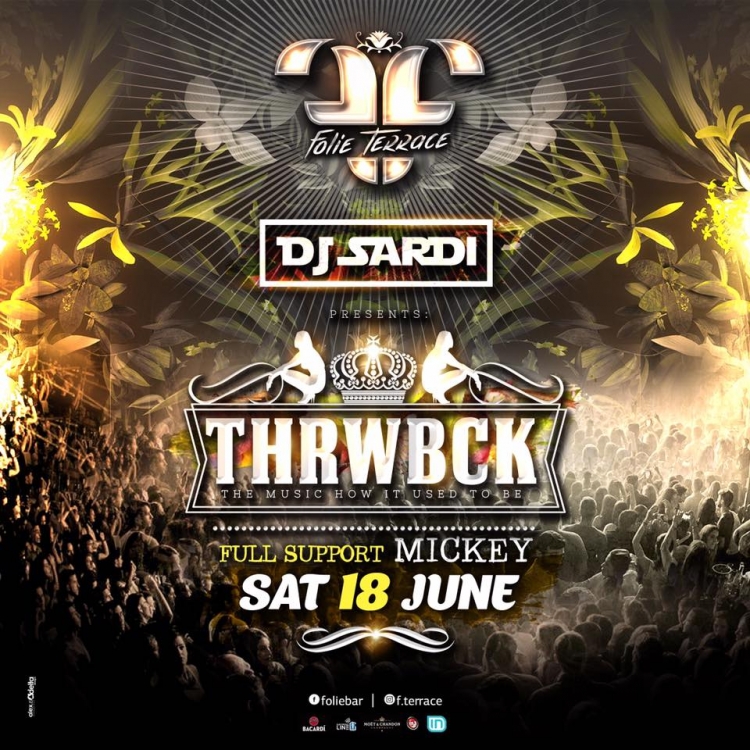 Folie Terrace
DJ SARDI
PRESENTS:
THRWBCK
THE MUSIC HOW IT USED TO BE
FULL SUPPORT MICKEY
SAT 18 JUNE
foliebar | f.terrace
BACARDÍ
MOËT & CHANDON